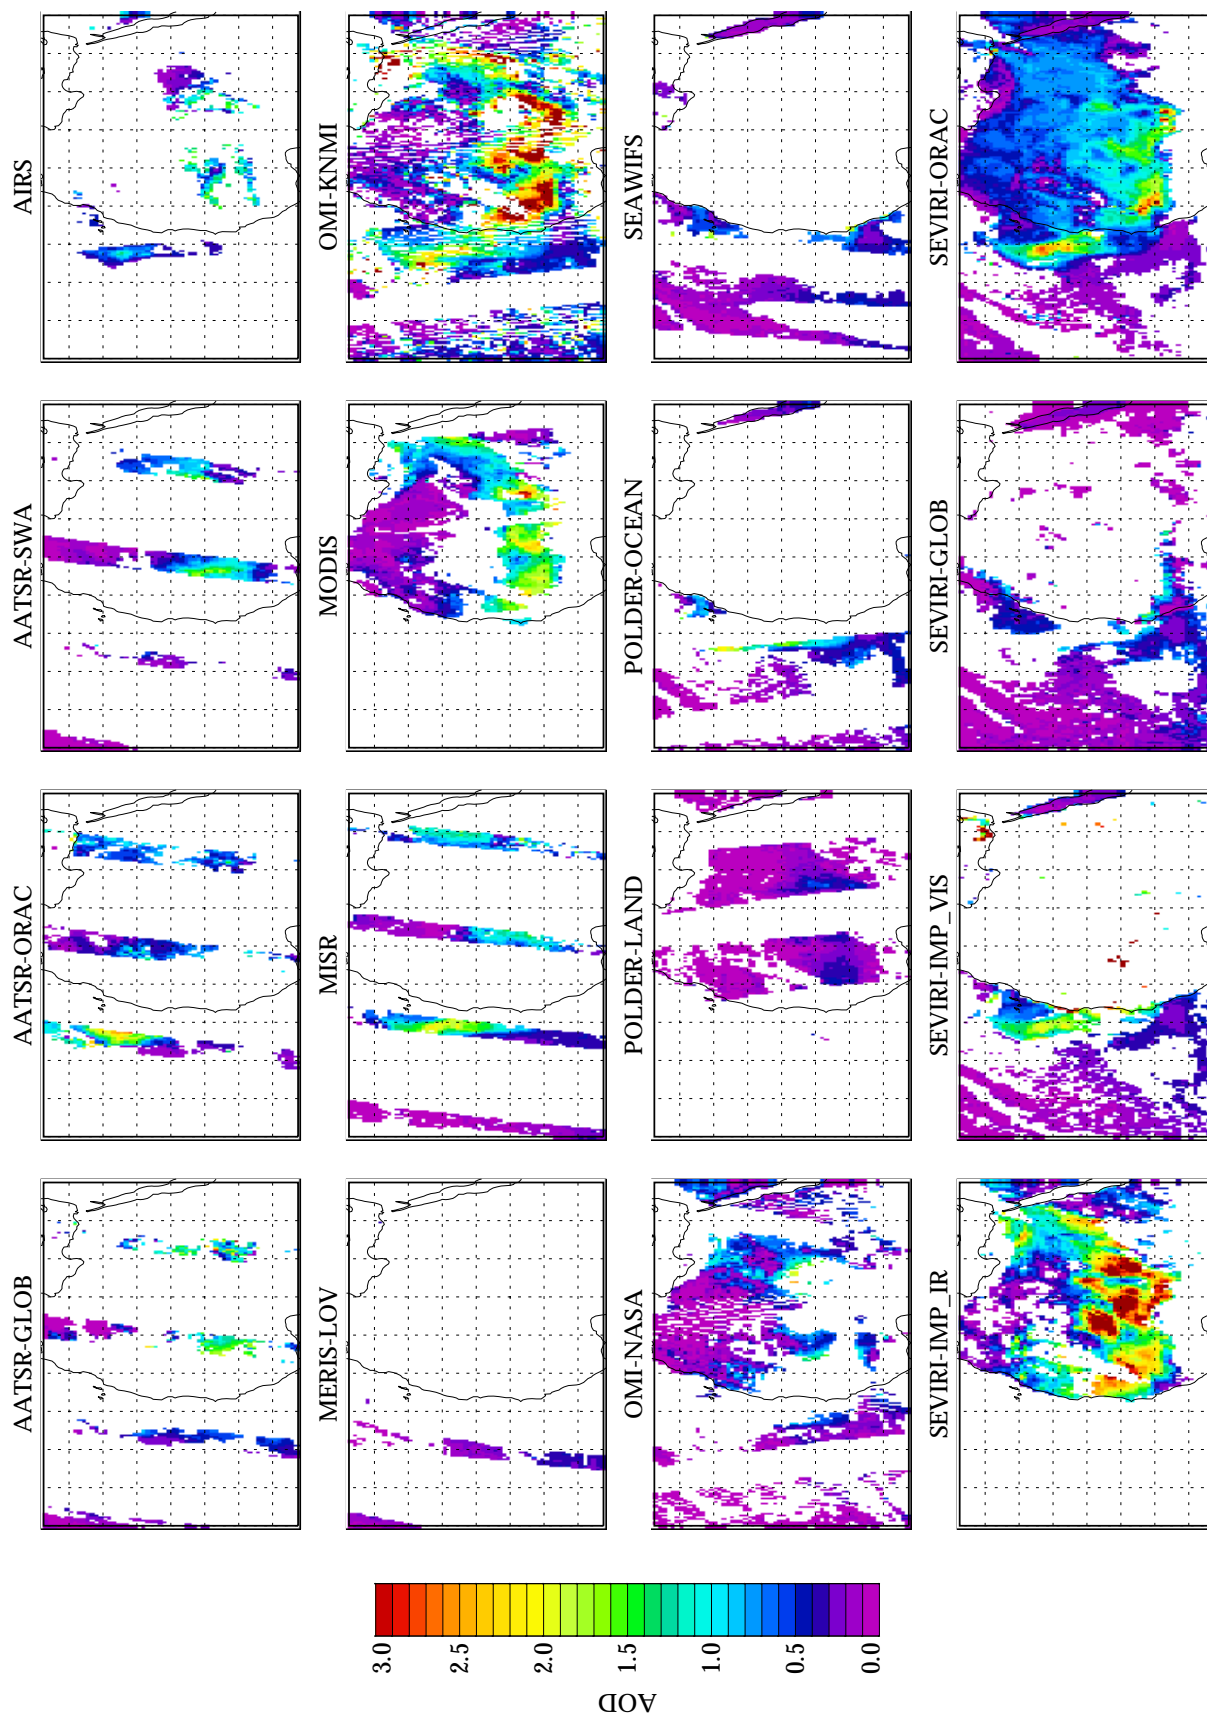 AATSR-GLOB
AATSR-ORAC
AATSR-SWA
AIRS
MERIS-LOV
MISR
MODIS
OMI-KNMI
OMI-NASA
POLDER-LAND
POLDER-OCEAN
SEAWIFS
SEVIRI-IMP_IR
SEVIRI-IMP_VIS
SEVIRI-GLOB
SEVIRI-ORAC
3.0
2.5
2.0
1.5
1.0
0.5
0.0
AOD